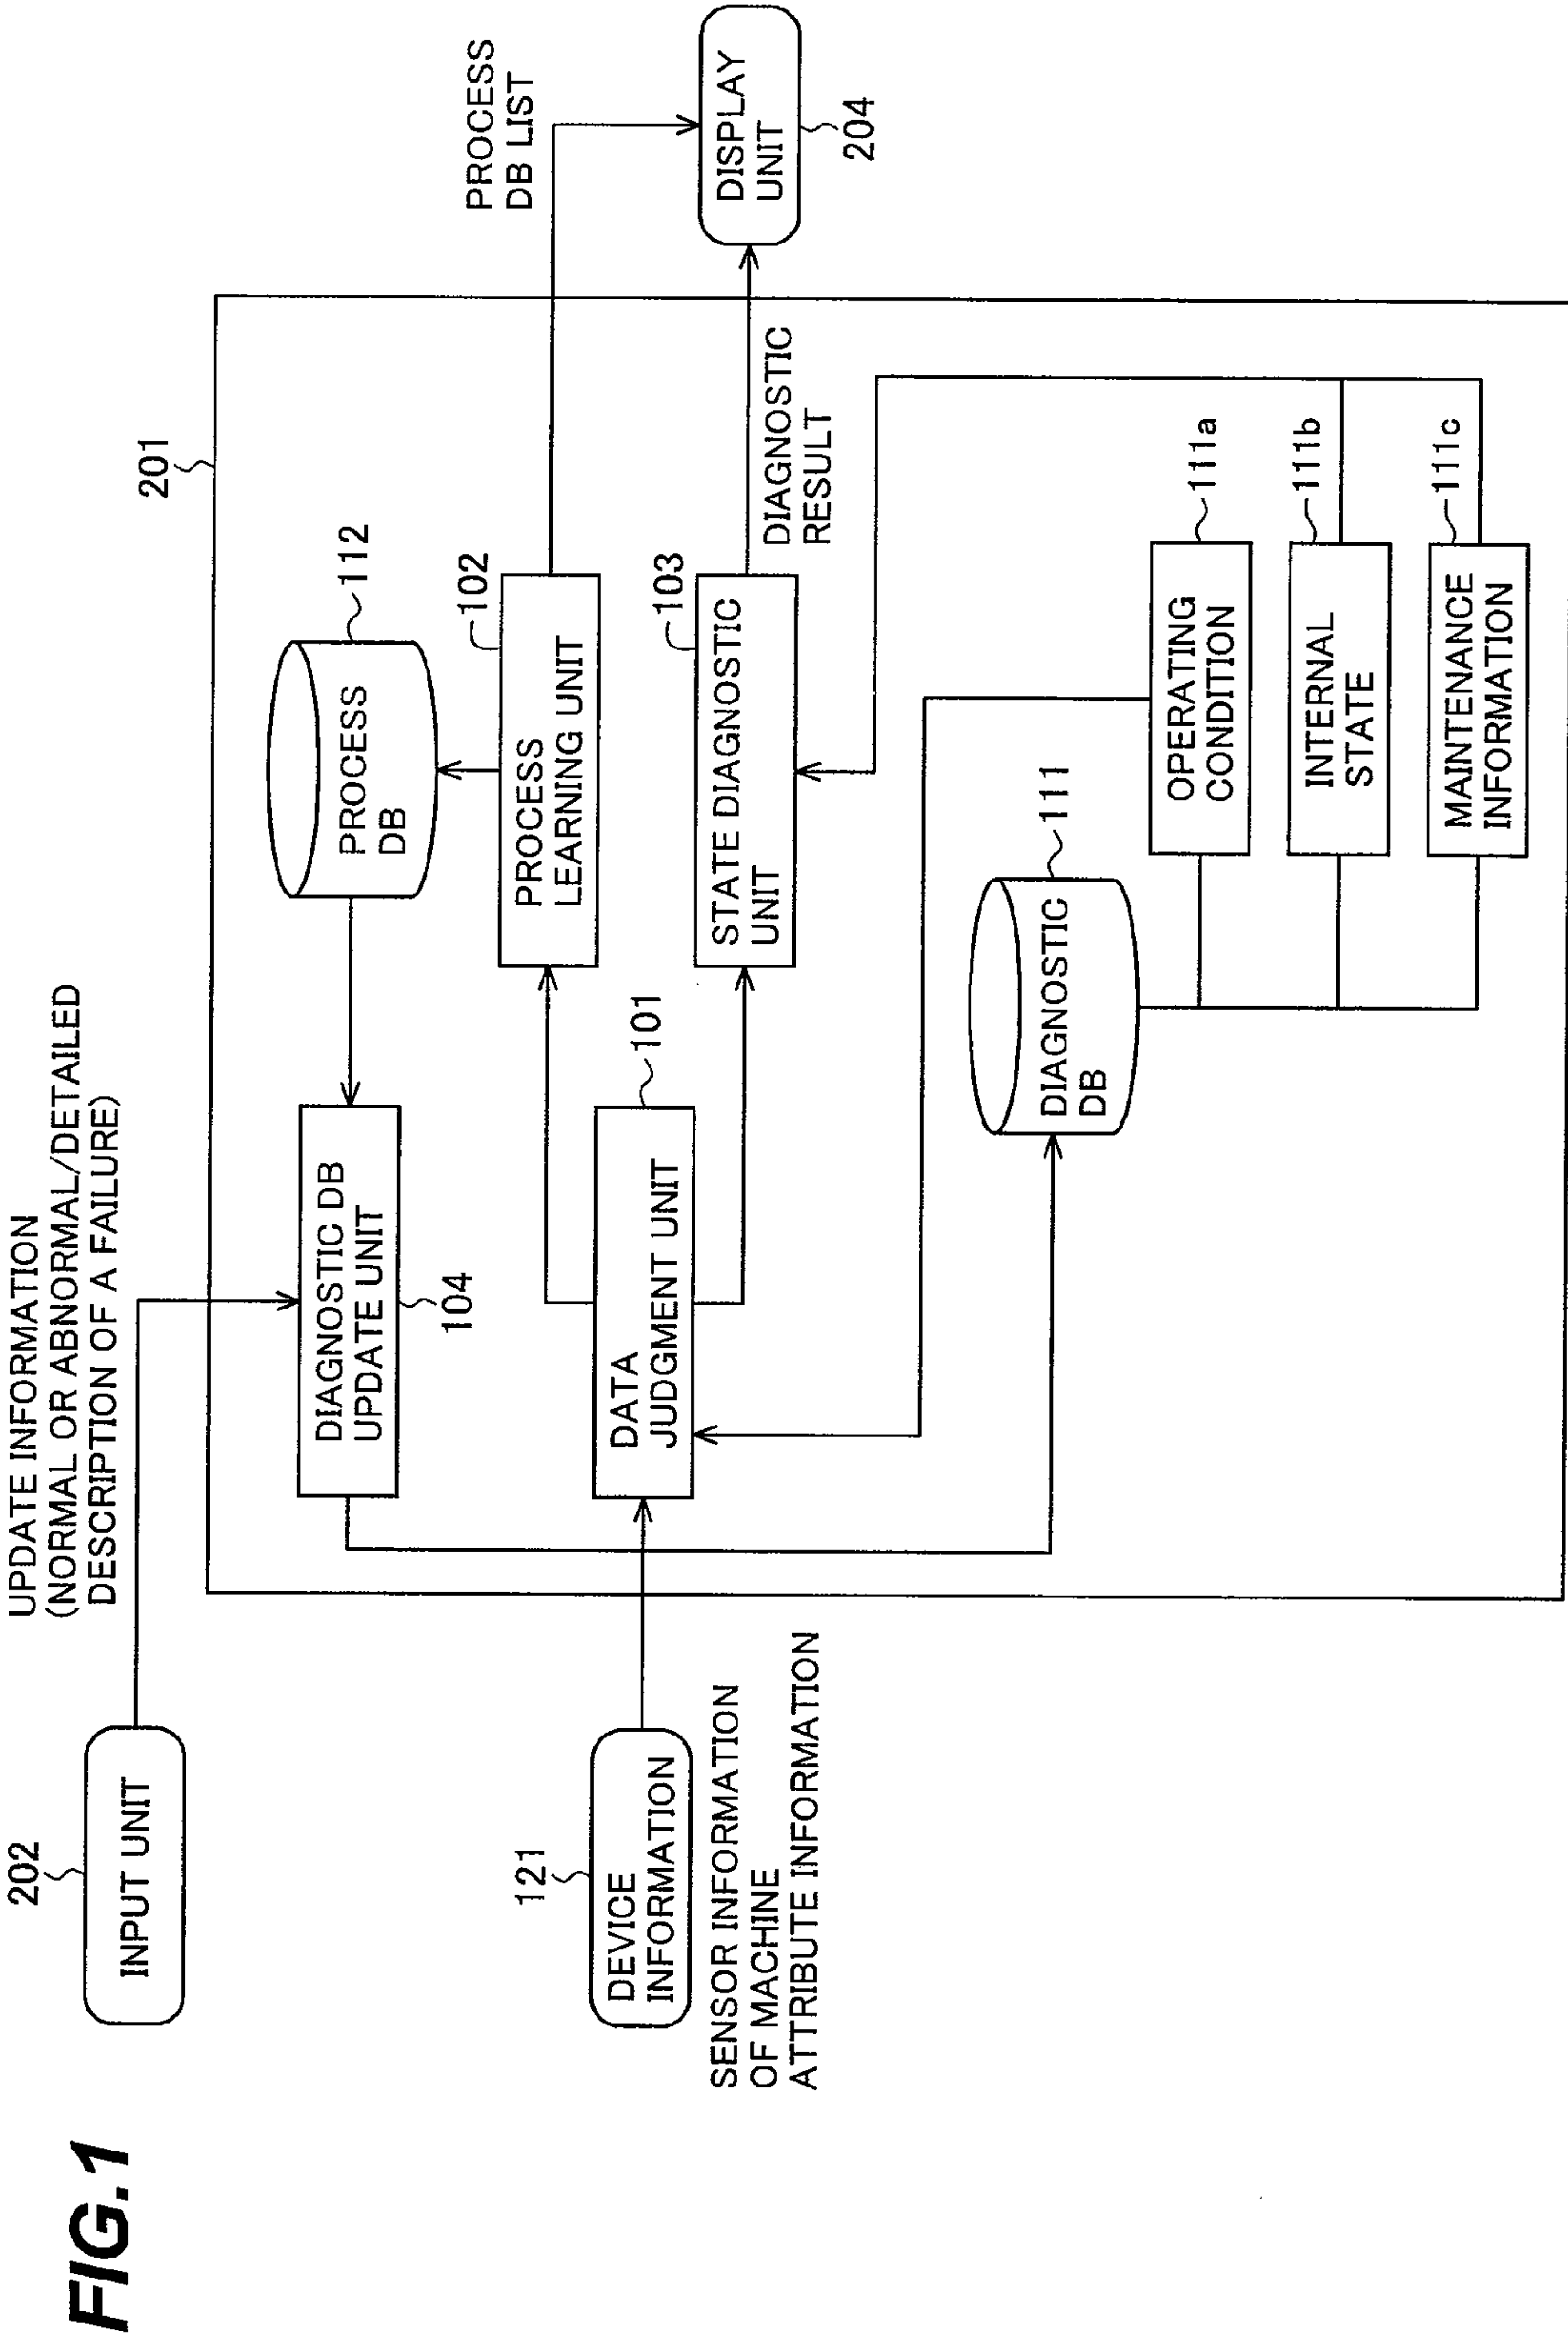 FIG.1
UPDATE INFORMATION
(NORMAL OR ABNORMAL/DETAILED
DESCRIPTION OF A FAILURE)
202
INPUT UNIT
201
DIAGNOSTIC DB
UPDATE UNIT
104
PROCESS
DB
112
PROCESS
DB LIST
121
DEVICE
INFORMATION
SENSOR INFORMATION
OF MACHINE
ATTRIBUTE INFORMATION
DATA
JUDGMENT UNIT
101
PROCESS
LEARNING UNIT
102
STATE DIAGNOSTIC
UNIT
103
DIAGNOSTIC
RESULT
DISPLAY
UNIT
204
DIAGNOSTIC
DB
111
OPERATING
CONDITION
111a
INTERNAL
STATE
111b
MAINTENANCE
INFORMATION
111c